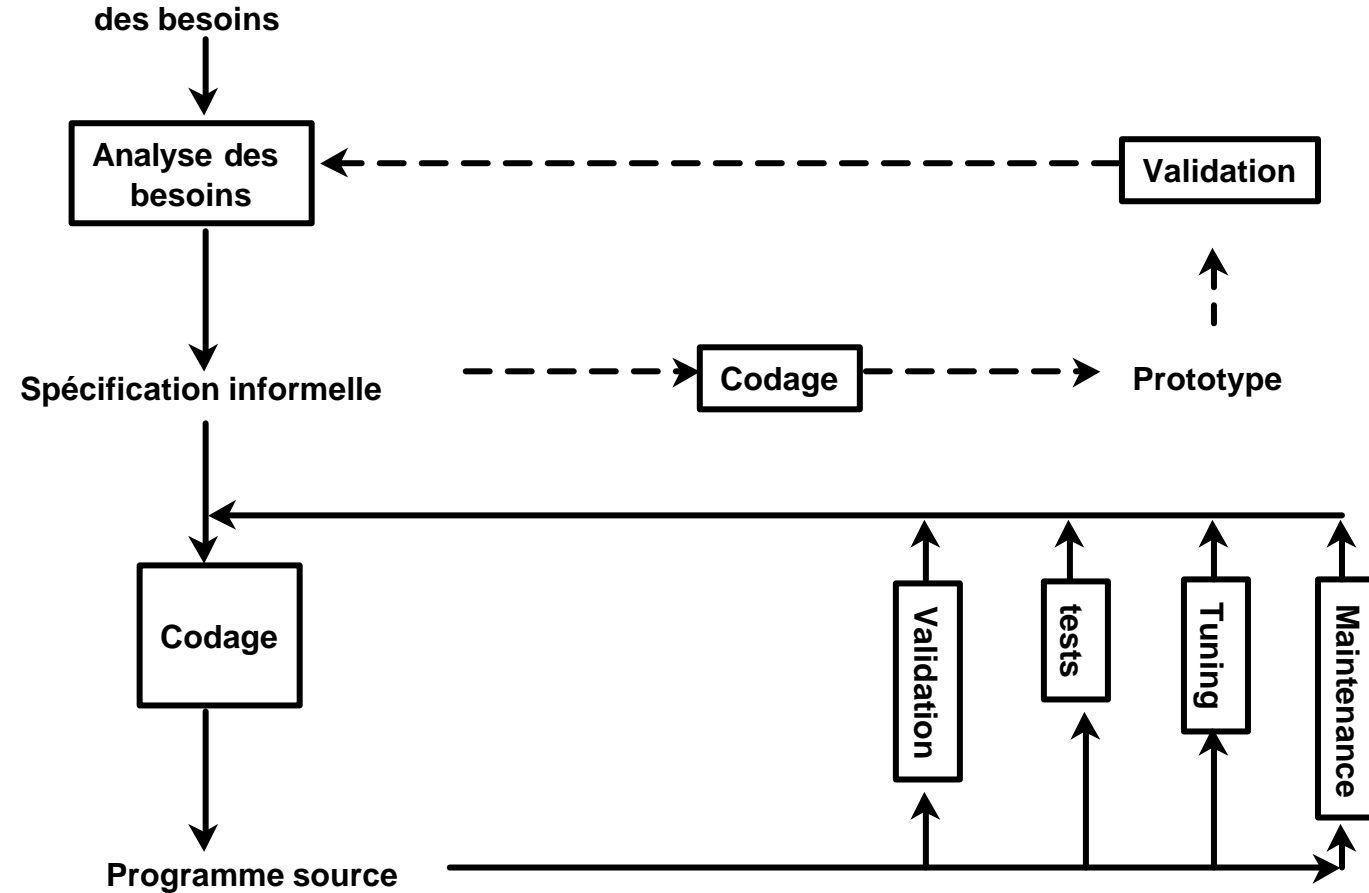 des besoins
Analyse des
besoins
Validation
Spécification informelle
Codage
Prototype
Codage
Validation
tests
Tuning
Maintenance
Programme source